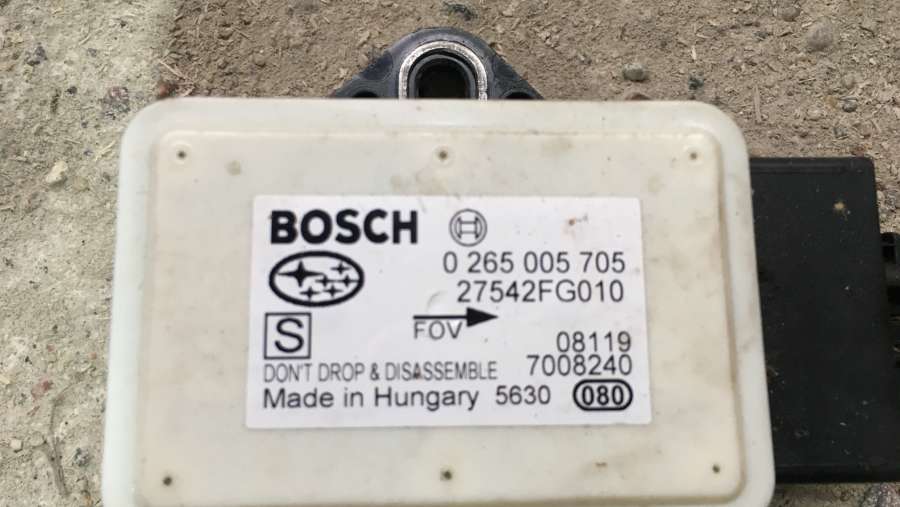 BOSCH
0 265 005 705
27542FG010
S
FOV
08119
DON'T DROP & DISASSEMBLE 7008240
Made in Hungary 5630 080